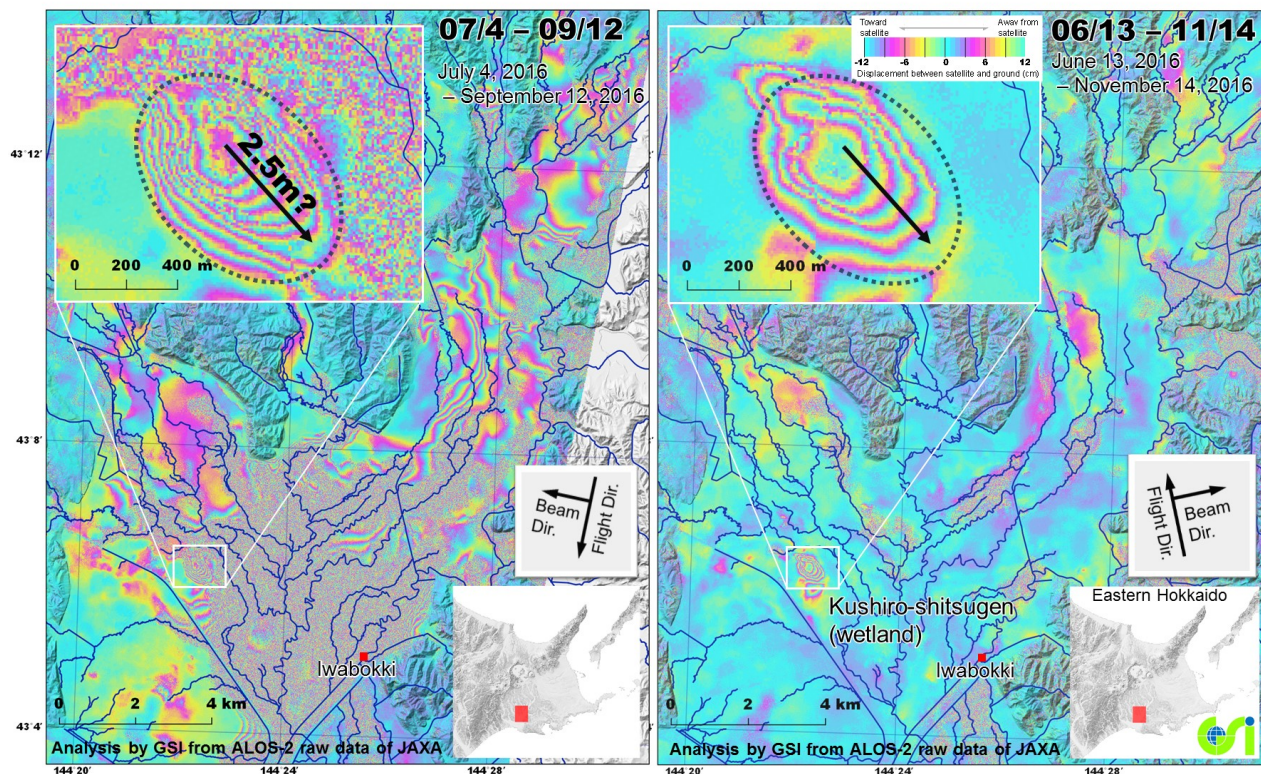 07/4 – 09/12
July 4, 2016
– September 12, 2016
2.5m?
0 200 400 m
43˚12′
43˚8′
43˚4′
Beam Dir.
Flight Dir.
Iwabokki
0 2 4 km
Analysis by GSI from ALOS-2 raw data of JAXA
144˚20′ 144˚24′ 144˚28′
Toward satellite
Away from satellite
-12 -6 0 6 12
Displacement between satellite and ground (cm)
06/13 – 11/14
June 13, 2016
– November 14, 2016
0 200 400 m
Flight Dir.
Beam Dir.
Kushiro-shitsugen
(wetland)
Iwabokki
Eastern Hokkaido
0 2 4 km
Analysis by GSI from ALOS-2 raw data of JAXA
GSI
144˚20′ 144˚24′ 144˚28′